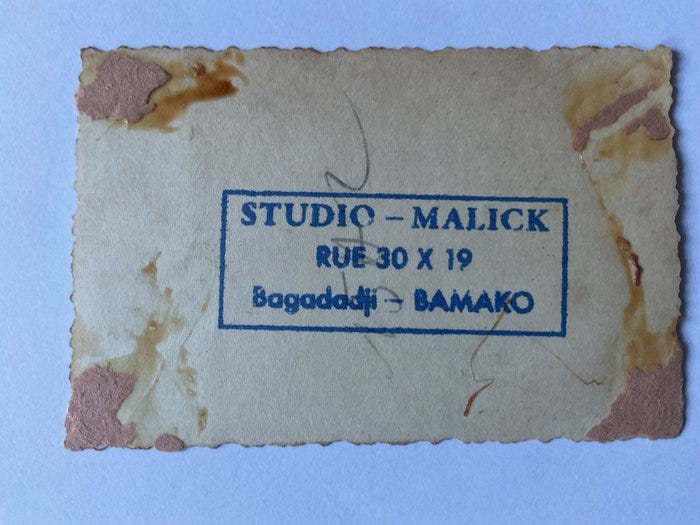 STUDIO – MALICK
RUE 30 X 19
Bagadadji – BAMAKO